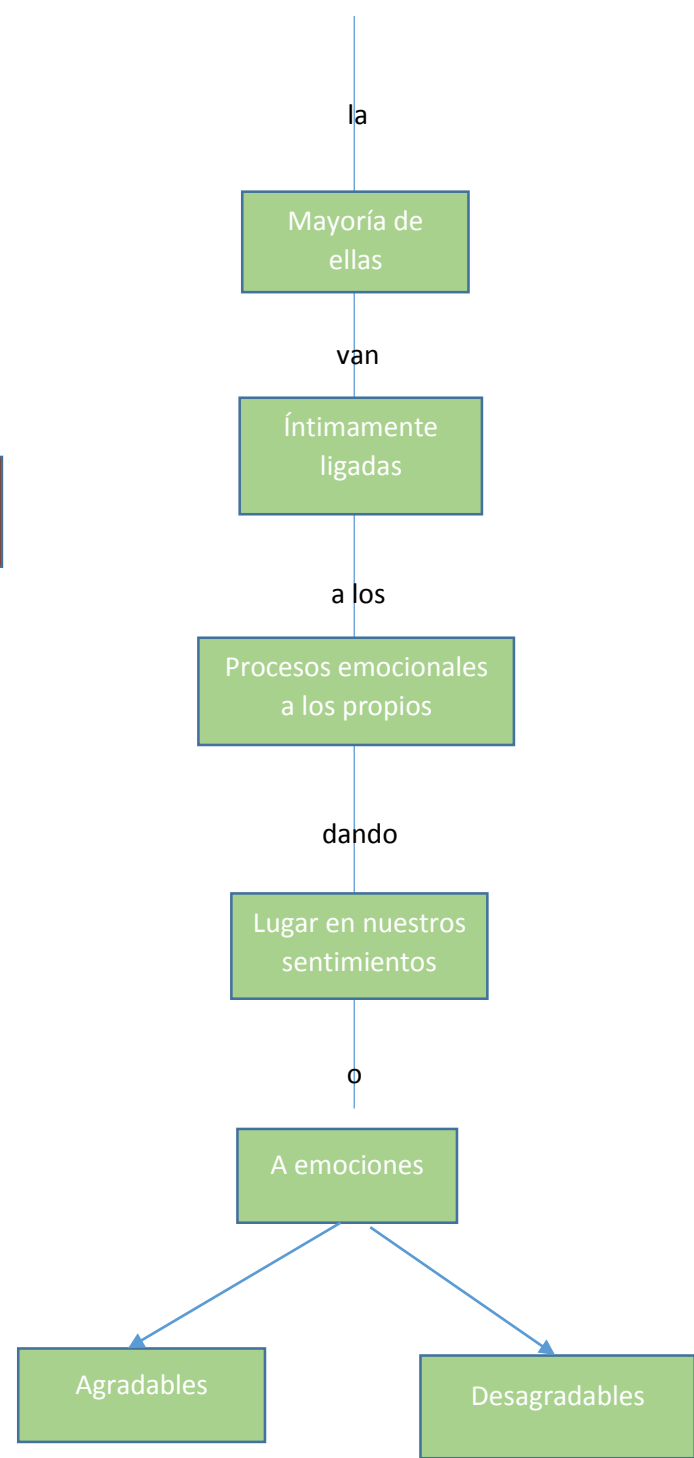 la
Mayoría de
ellas
van
Íntimamente
ligadas
a los
Procesos emocionales
a los propios
dando
Lugar en nuestros
sentimientos
o
A emociones
Agradables
Desagradables